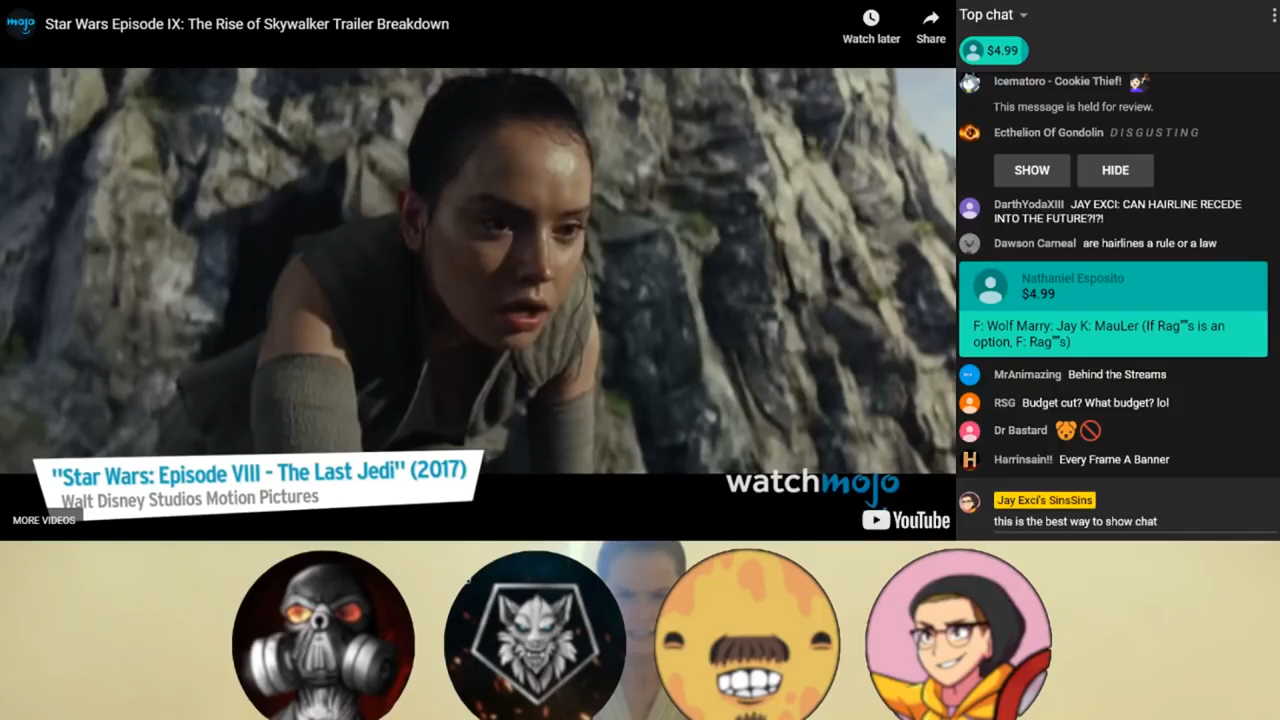 mojo
Star Wars Episode IX: The Rise of Skywalker Trailer Breakdown
Watch later
Share
"Star Wars: Episode VIII - The Last Jedi" (2017)
Walt Disney Studios Motion Pictures
MORE VIDEOS
watchmojo
YouTube
Top chat
$4.99
Icematoro - Cookie Thief!
This message is held for review.
Ecthelion Of Gondolin DISGUSTING
SHOW HIDE
DarthYodaXIII JAY EXCI: CAN HAIRLINE RECEDE
INTO THE FUTURE?!?!
Dawson Carneal are hairlines a rule or a law
Nathaniel Esposito
$4.99
F: Wolf Marry: Jay K: MauLer (If Rag""s is an
option, F: Rag""s)
MrAnimazing Behind the Streams
RSG Budget cut? What budget? lol
Dr Bastard
Harrinsain!! Every Frame A Banner
Jay Exci's SinsSins
this is the best way to show chat